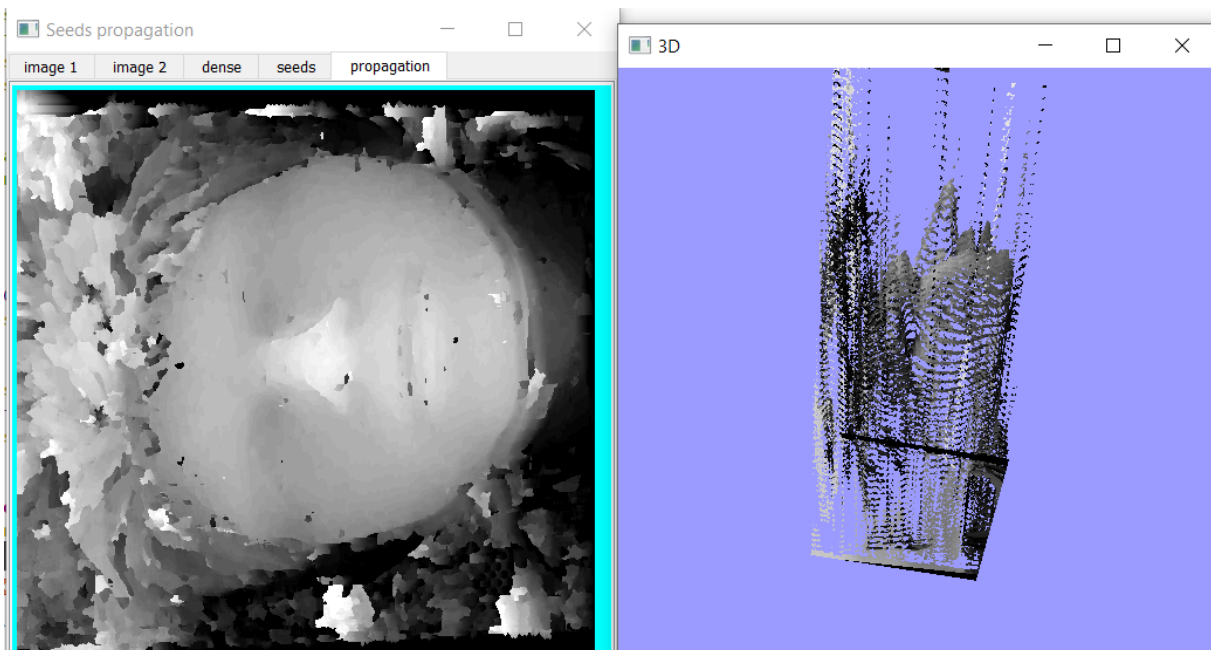 Seeds propagation
3D
image 1
image 2
dense
seeds
propagation